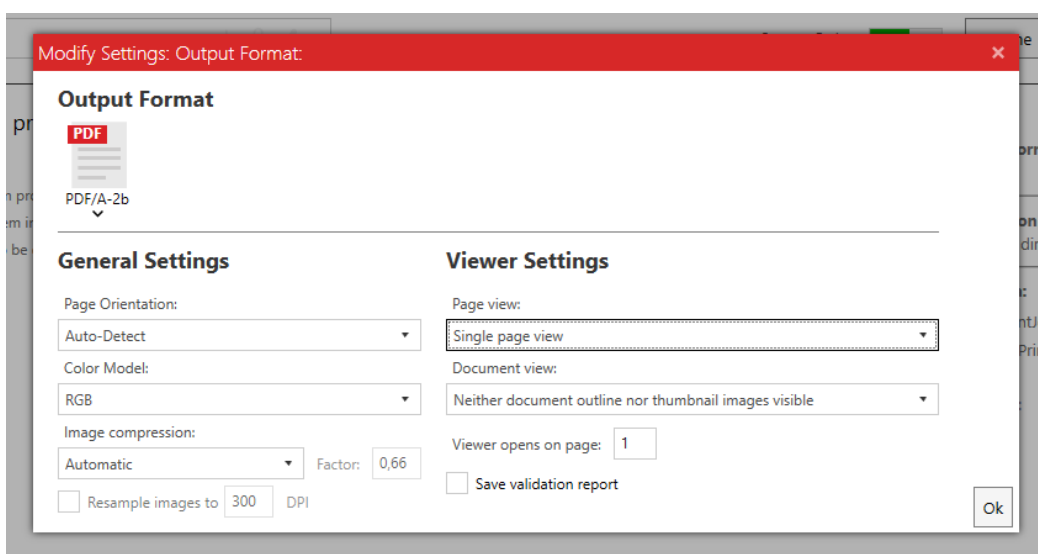 Modify Settings: Output Format:
Output Format
PDF
PDF/A-2b
General Settings
Page Orientation:
Auto-Detect
Color Model:
RGB
Image compression:
Automatic
Factor: 0,66
Resample images to 300 DPI
Viewer Settings
Page view:
Single page view
Document view:
Neither document outline nor thumbnail images visible
Viewer opens on page: 1
Save validation report
Ok